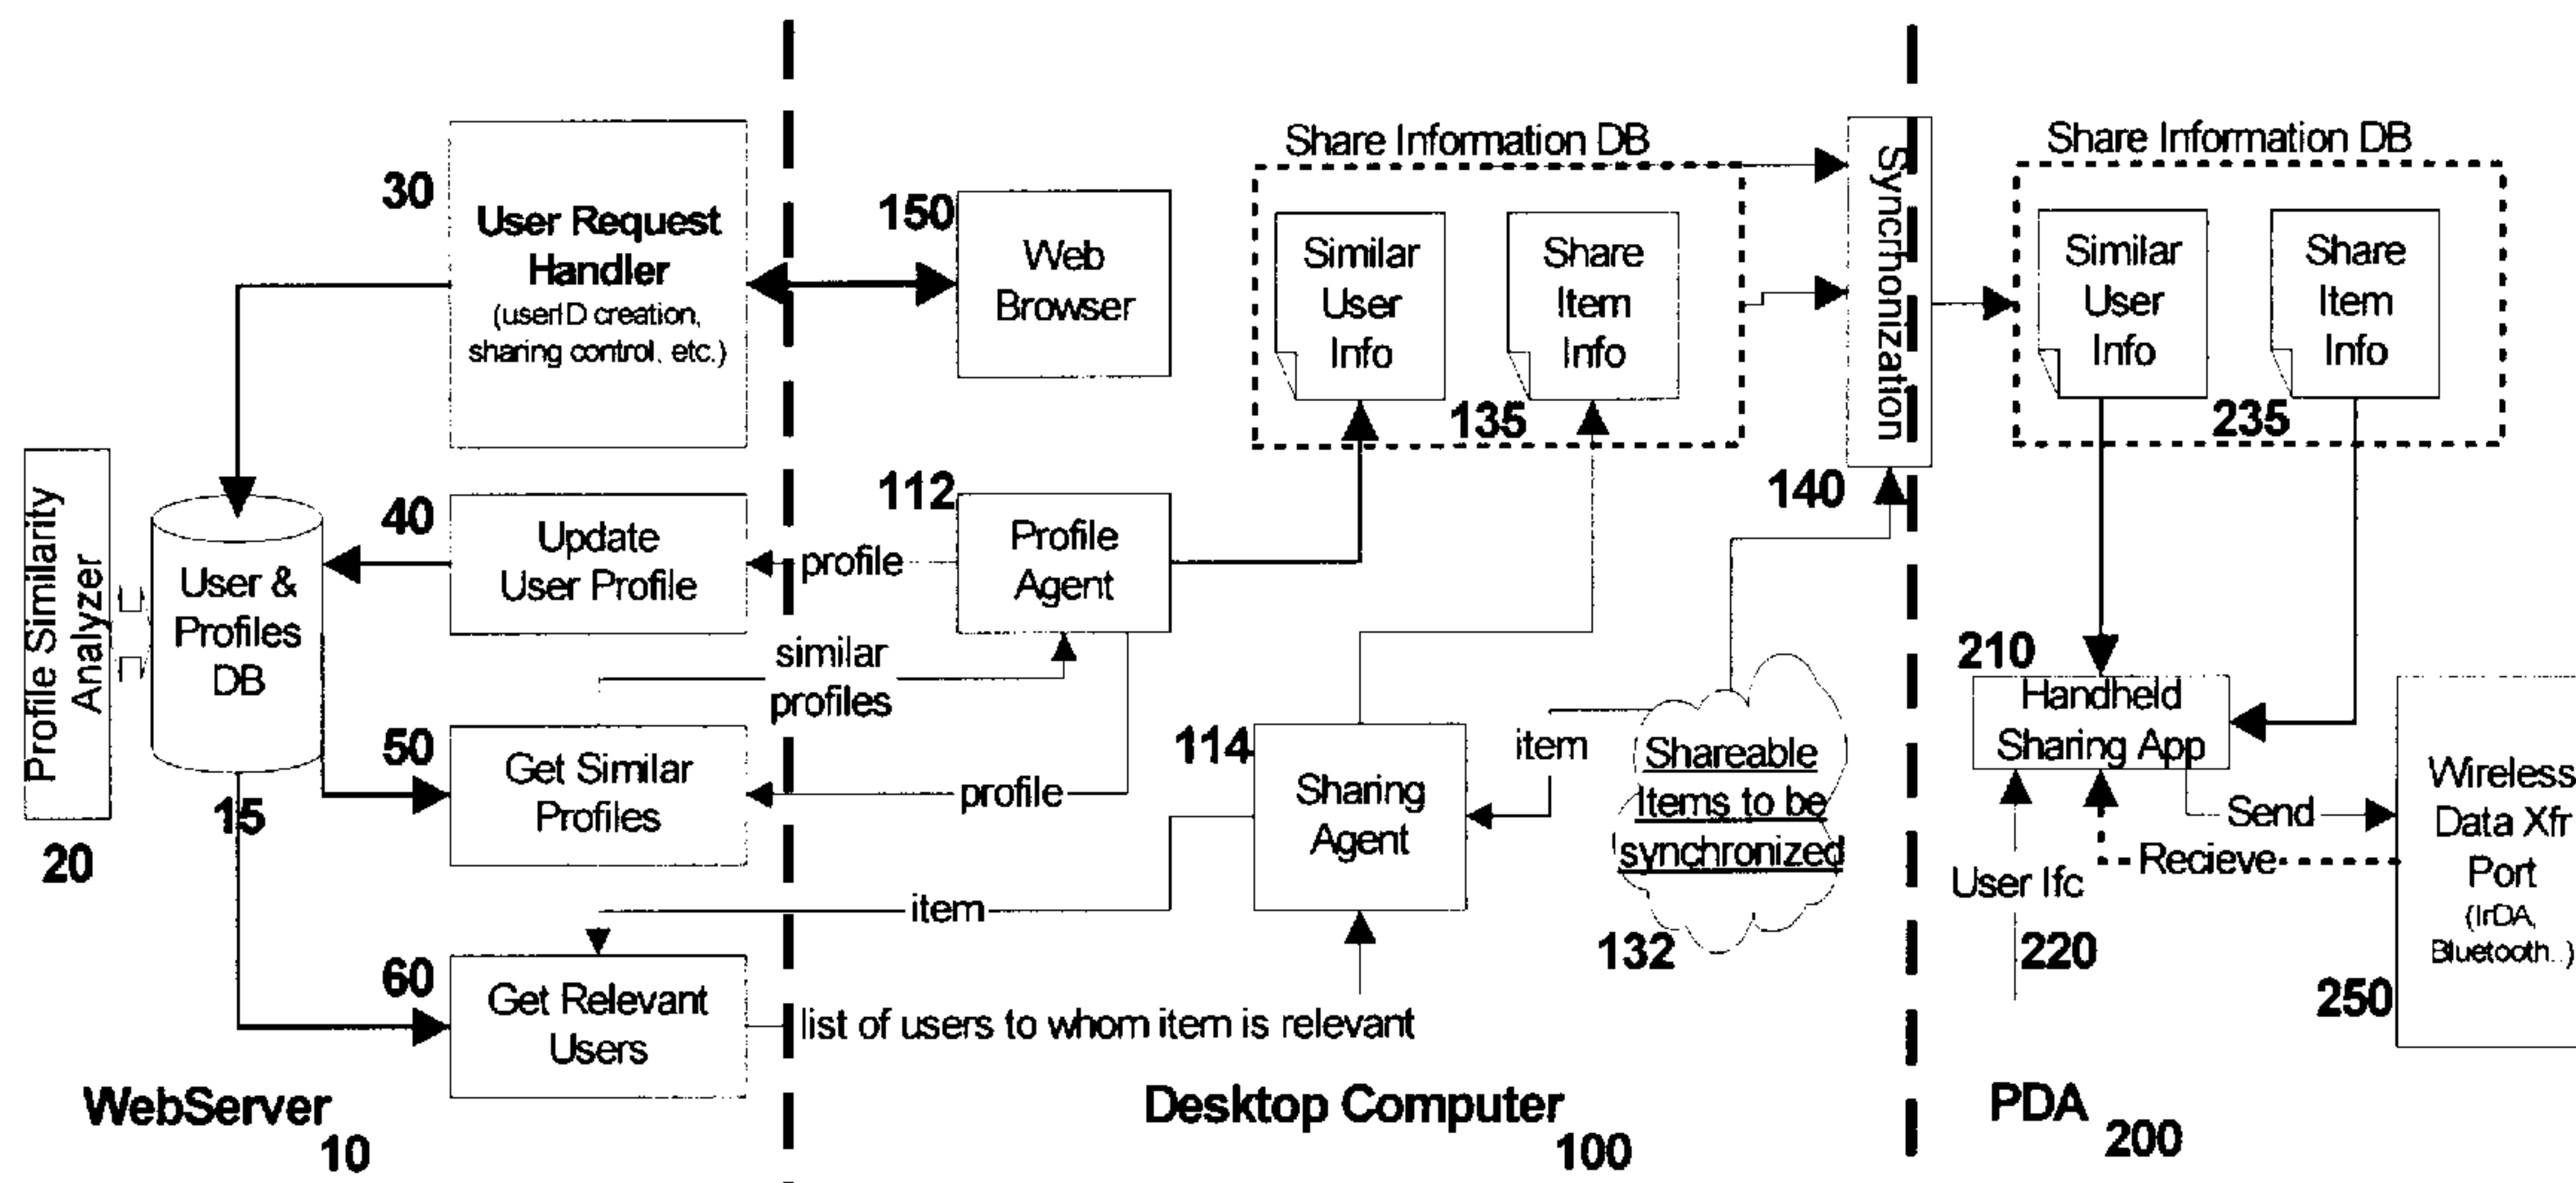 30
User Request
Handler
(userID creation,
sharing control, etc.)
Profile Similarity
Analyzer
20
User &
Profiles
DB
15
40
Update
User Profile
50
Get Similar
Profiles
60
Get Relevant
Users
WebServer
10
150
Web
Browser
112
Profile
Agent
profile
similar
profiles
profile
item
list of users to whom item is relevant
114
Sharing
Agent
item
Shareable
Items to be
synchronized
132
Share Information DB
Similar
User
Info
Share
Item
Info
135
Syncrhonization
140
Desktop Computer
100
Share Information DB
Similar
User
Info
Share
Item
Info
235
210
Handheld
Sharing App
Send
Recieve
User Ifc
220
Wireless
Data Xfr
Port
(IrDA,
Bluetooth..)
250
PDA
200